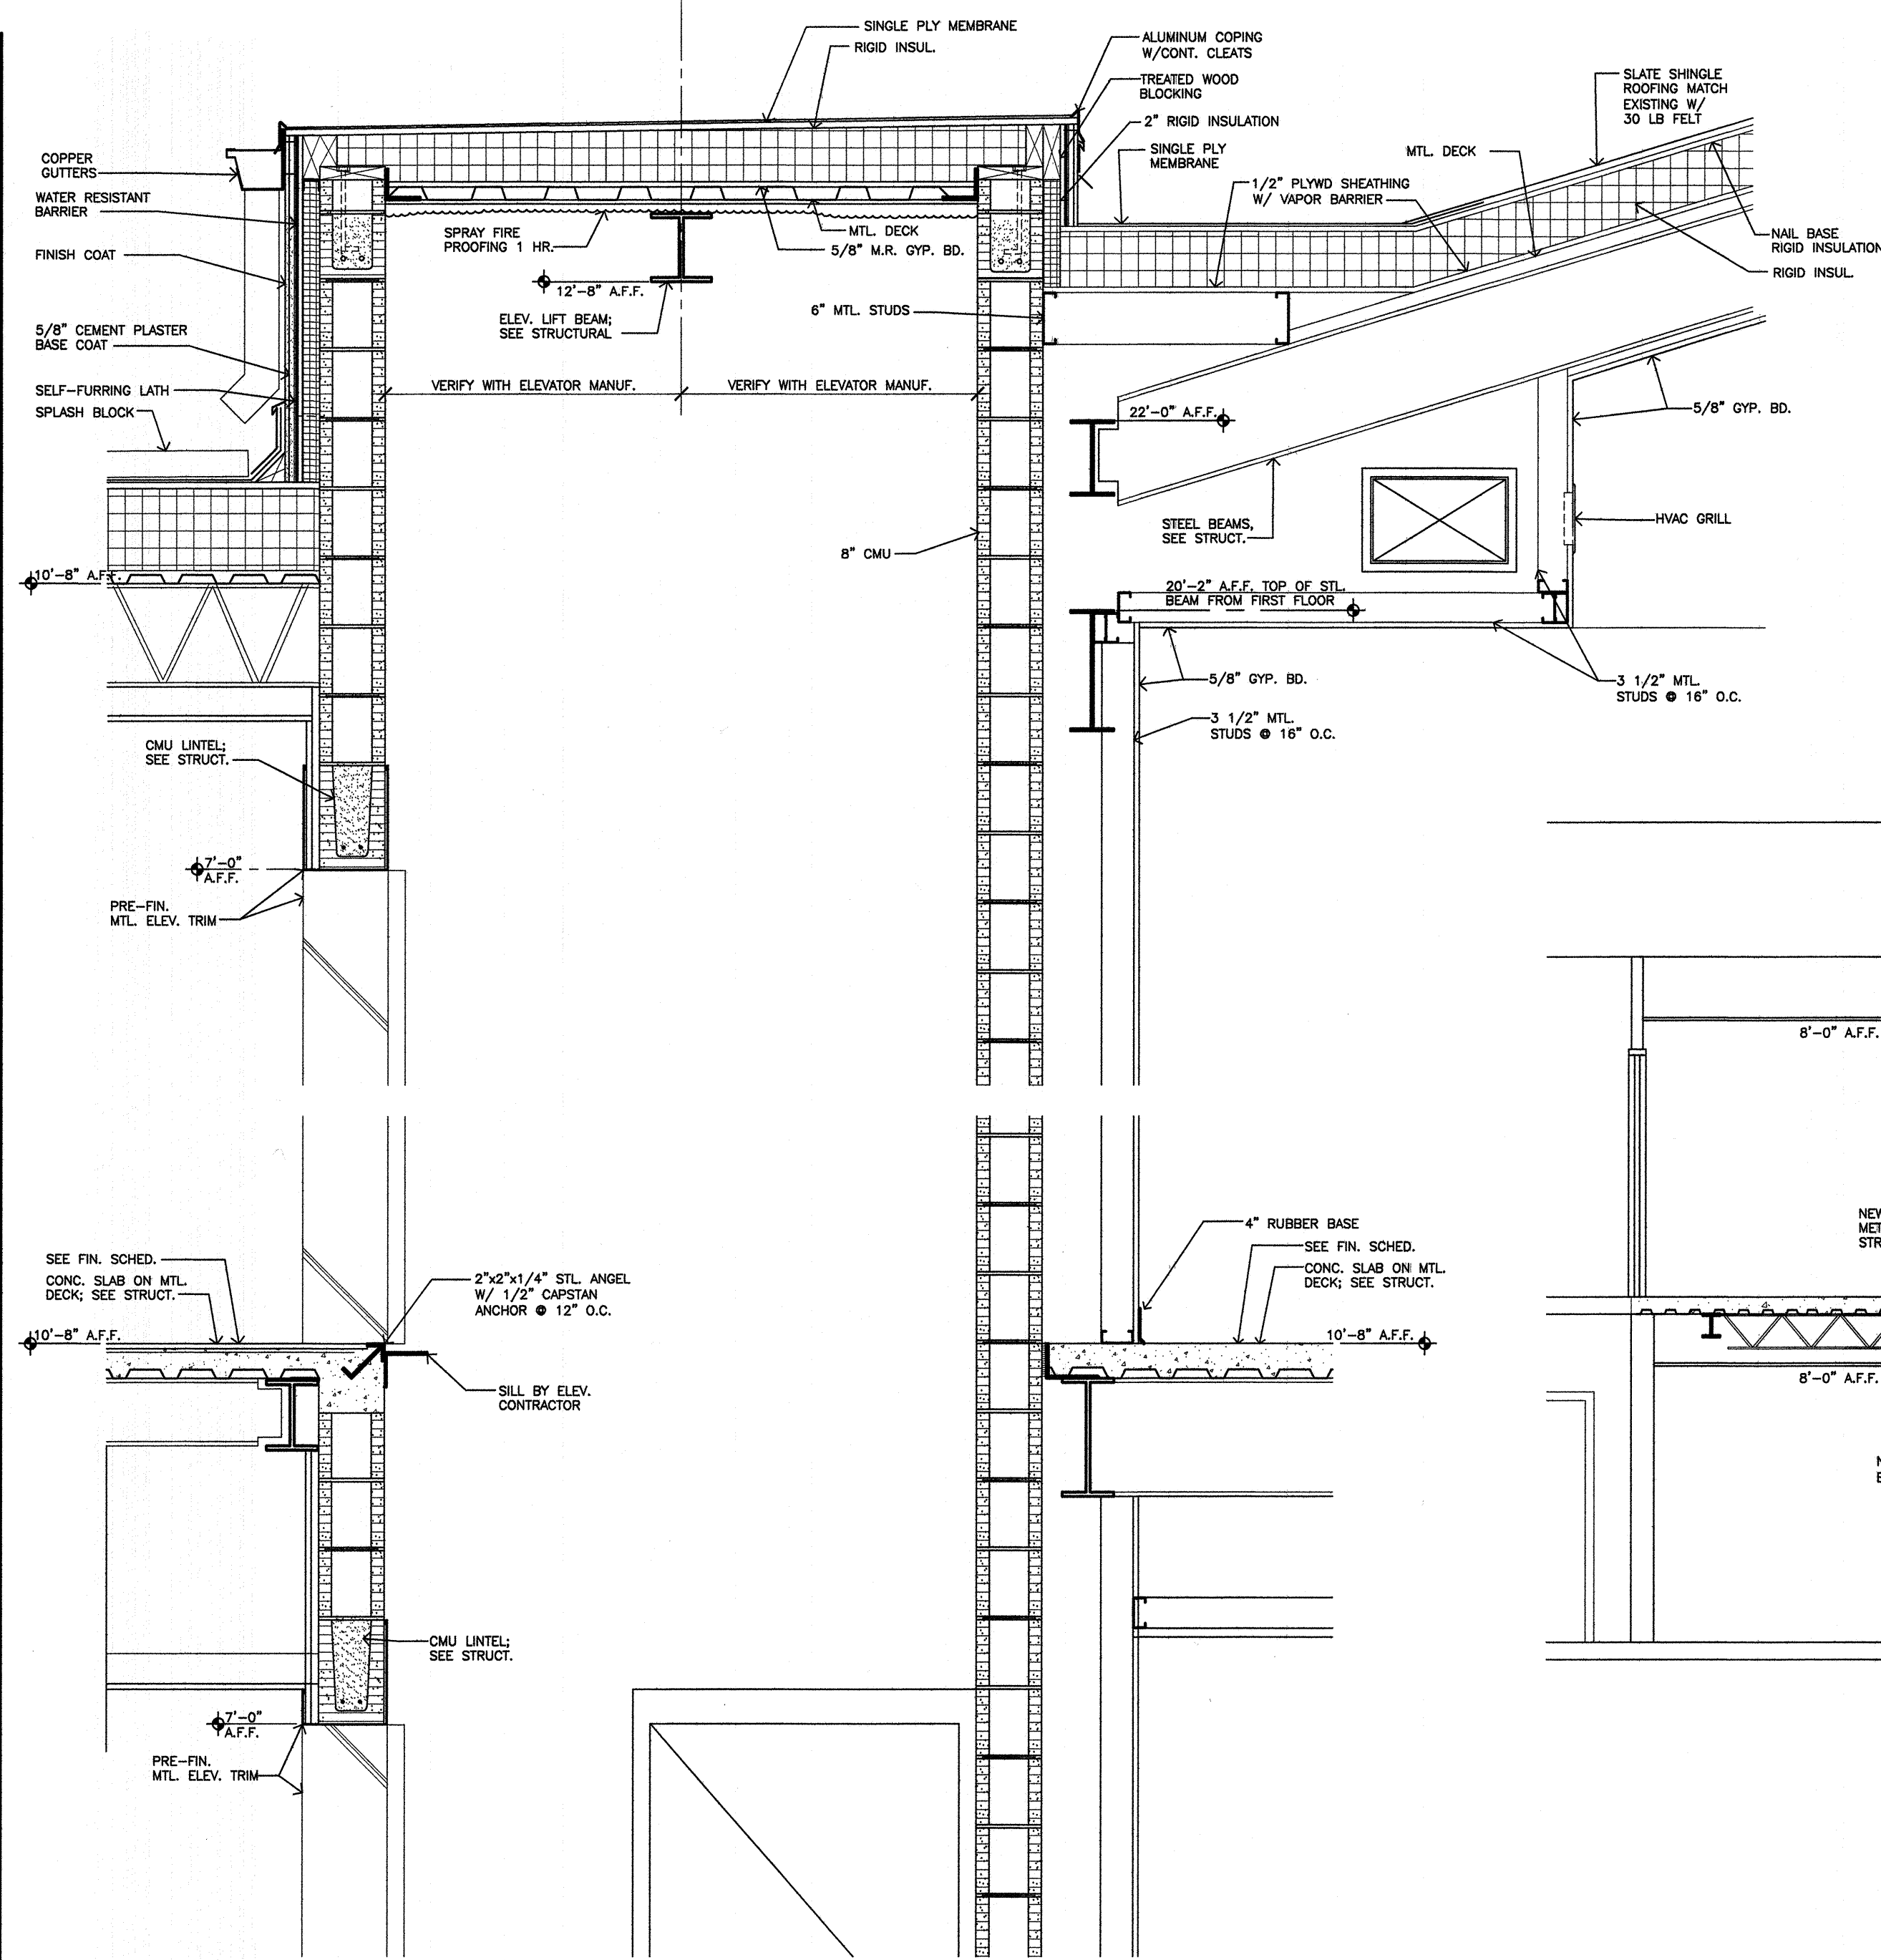 SINGLE PLY MEMBRANE
RIGID INSUL.
ALUMINUM COPING
W/CONT. CLEATS
TREATED WOOD
BLOCKING
2" RIGID INSULATION
SINGLE PLY
MEMBRANE
SLATE SHINGLE
ROOFING MATCH
EXISTING W/
30 LB FELT
MTL. DECK
1/2" PLYWD SHEATHING
W/ VAPOR BARRIER
NAIL BASE
RIGID INSULATION
RIGID INSUL.
COPPER
GUTTERS
WATER RESISTANT
BARRIER
FINISH COAT
5/8" CEMENT PLASTER
BASE COAT
SELF-FURRING LATH
SPLASH BLOCK
SPRAY FIRE
PROOFING 1 HR.
MTL. DECK
5/8" M.R. GYP. BD.
12'-8" A.F.F.
ELEV. LIFT BEAM;
SEE STRUCTURAL
6" MTL. STUDS
VERIFY WITH ELEVATOR MANUF.
VERIFY WITH ELEVATOR MANUF.
22'-0" A.F.F.
5/8" GYP. BD.
STEEL BEAMS,
SEE STRUCT.
HVAC GRILL
8" CMU
10'-8" A.F.F.
20'-2" A.F.F. TOP OF STL.
BEAM FROM FIRST FLOOR
5/8" GYP. BD.
3 1/2" MTL.
STUDS @ 16" O.C.
3 1/2" MTL.
STUDS @ 16" O.C.
CMU LINTEL;
SEE STRUCT.
7'-0"
A.F.F.
PRE-FIN.
MTL. ELEV. TRIM
8'-0" A.F.F.
NEW
MET
STR
4" RUBBER BASE
SEE FIN. SCHED.
CONC. SLAB ON MTL.
DECK; SEE STRUCT.
SEE FIN. SCHED.
CONC. SLAB ON MTL.
DECK; SEE STRUCT.
2"x2"x1/4" STL. ANGEL
W/ 1/2" CAPSTAN
ANCHOR @ 12" O.C.
10'-8" A.F.F.
10'-8" A.F.F.
SILL BY ELEV.
CONTRACTOR
8'-0" A.F.F.
CMU LINTEL;
SEE STRUCT.
7'-0"
A.F.F.
PRE-FIN.
MTL. ELEV. TRIM